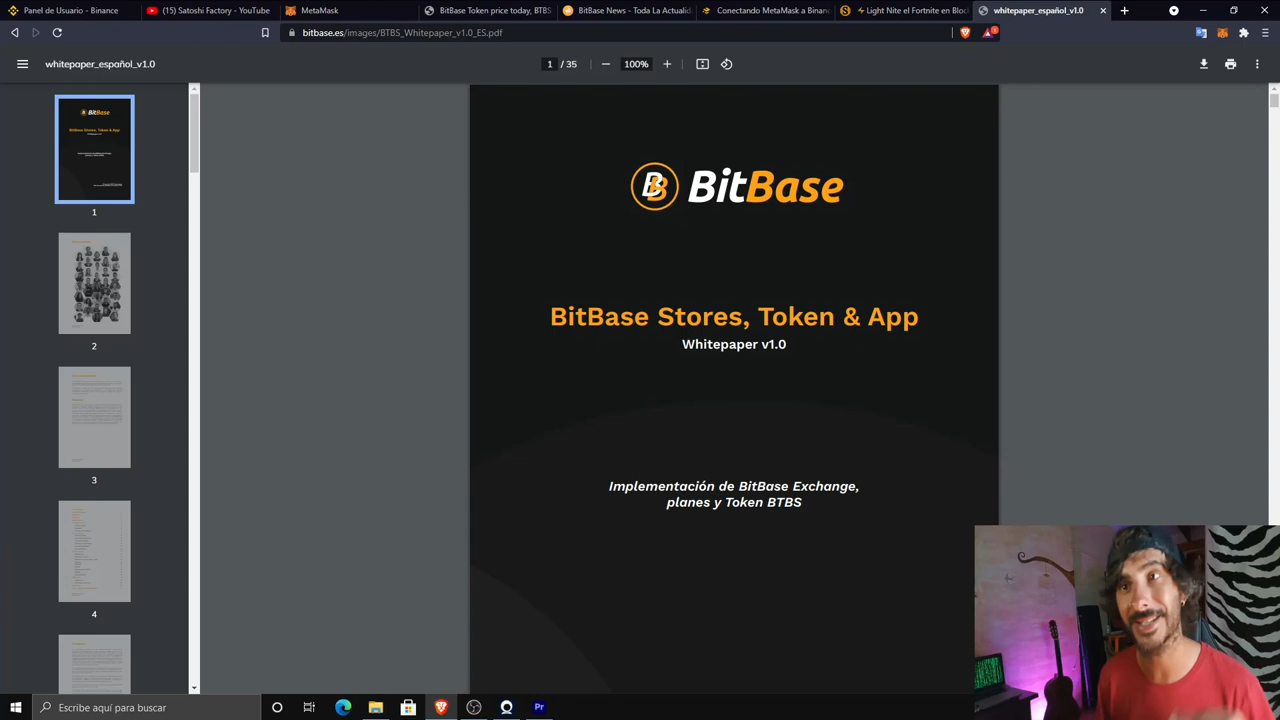 Panel de Usuario - Binance
(15) Satoshi Factory - YouTube
MetaMask
BitBase Token price today, BTBS
BitBase News - Toda La Actualid
Conectando MetaMask a Binanc
Light Nite el Fortnite en Bloc
whitepaper_español_v1.0
bitbase.es/images/BTBS_Whitepaper_v1.0_ES.pdf
whitepaper_español_v1.0
1 / 35
100%
BitBase
1
2
3
4
BitBase
BitBase Stores, Token & App
Whitepaper v1.0
Implementación de BitBase Exchange,
planes y Token BTBS
Escribe aquí para buscar
Pr